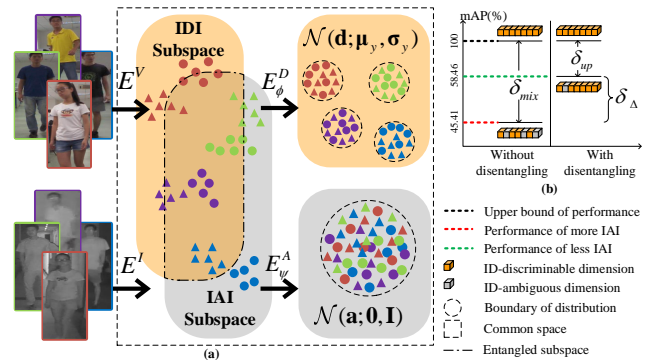 IDI
Subspace
E^V
E^D_ϕ
N(d; μ_y, σ_y)
E^I
E^A_ψ
IAI
Subspace
N(a; 0, I)
(a)
mAP(%)
100
58.46
45.41
δ_mix
δ_up
δ_Δ
Without
disentangling
With
disentangling
(b)
Upper bound of performance
Performance of more IAI
Performance of less IAI
ID-discriminable dimension
ID-ambiguous dimension
Boundary of distribution
Common space
Entangled subspace